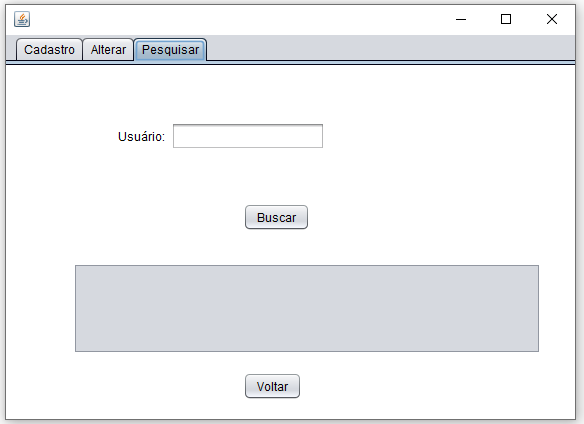 Cadastro Alterar Pesquisar
Usuário:
Buscar
Voltar